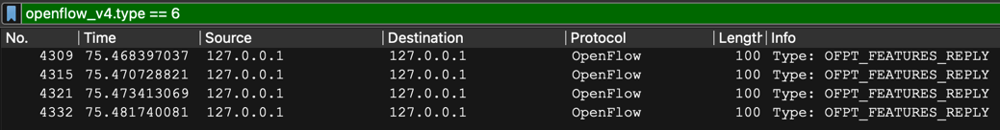 openflow_v4.type == 6
No. Time Source Destination Protocol Length Info
4309 75.468397037 127.0.0.1 127.0.0.1 OpenFlow 100 Type: OFPT_FEATURES_REPLY
4315 75.470728821 127.0.0.1 127.0.0.1 OpenFlow 100 Type: OFPT_FEATURES_REPLY
4321 75.473413069 127.0.0.1 127.0.0.1 OpenFlow 100 Type: OFPT_FEATURES_REPLY
4332 75.481740081 127.0.0.1 127.0.0.1 OpenFlow 100 Type: OFPT_FEATURES_REPLY